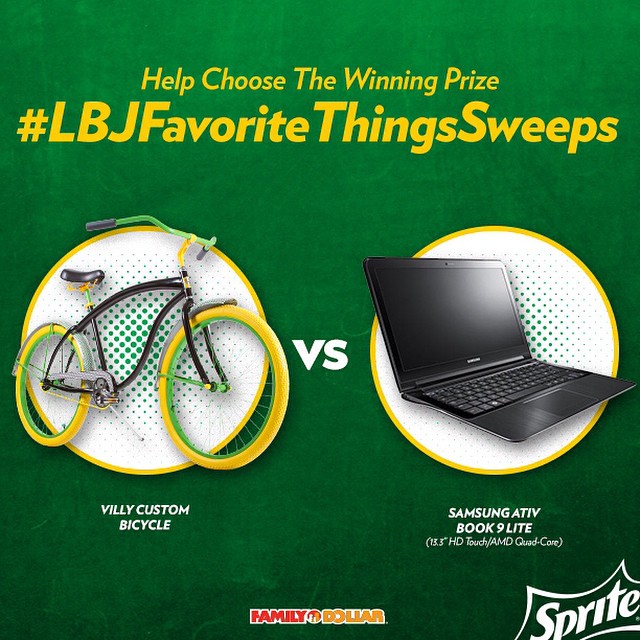 Help Choose The Winning Prize
#LBJFavoriteThingsSweeps
VS
SAMSUNG
VILLY CUSTOM
BICYCLE
SAMSUNG ATIV
BOOK 9 LITE
(13.3" HD Touch/AMD Quad-Core)
FAMILY DOLLAR
Sprite